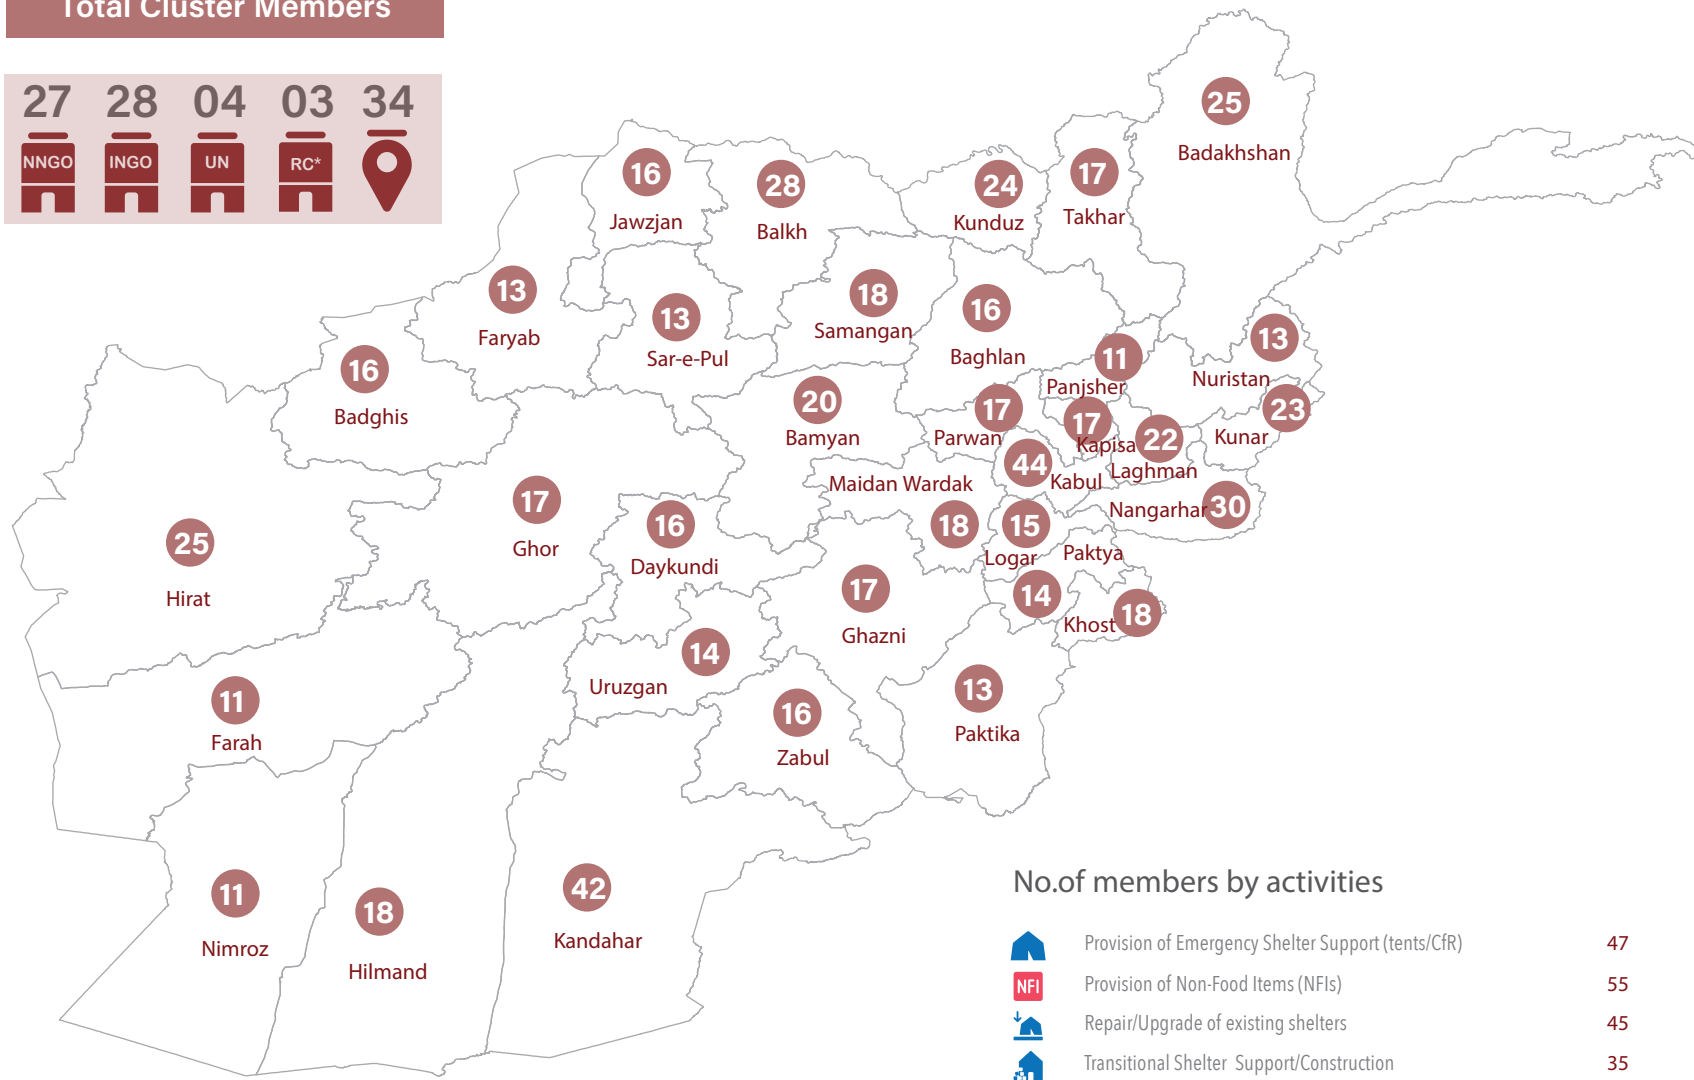 Total Cluster Members
27 28 04 03 34
NNGO INGO UN RC*
25
Badakhshan
16
Jawzjan
28
Balkh
24
Kunduz
17
Takhar
13
Faryab
13
Sar-e-Pul
18
Samangan
16
Baghlan
11
Panjsher
13
Nuristan
16
Badghis
20
Bamyan
17
Parwan
17
Kapisa
22
Laghman
23
Kunar
44
Kabul
Maidan Wardak
18
30
Nangarhar
25
Hirat
17
Ghor
16
Daykundi
15
Logar
Paktya
14
18
Khost
17
Ghazni
14
Uruzgan
16
Zabul
13
Paktika
11
Farah
11
Nimroz
18
Hilmand
42
Kandahar
No.of members by activities
Provision of Emergency Shelter Support (tents/CfR) 47
NFI Provision of Non-Food Items (NFIs) 55
Repair/Upgrade of existing shelters 45
Transitional Shelter Support/Construction 35